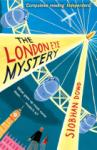 Compulsive reading Independent
THE
LONDON EYE
MYSTERY
SIOBHAN
DOWD